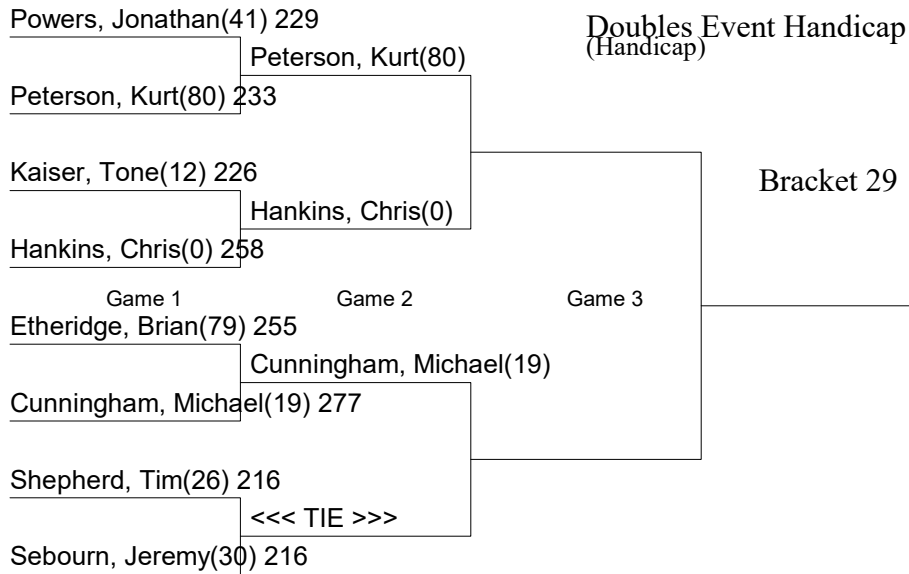 Powers, Jonathan(41) 229
Doubles Event Handicap
(Handicap)
Peterson, Kurt(80)
Peterson, Kurt(80) 233
Kaiser, Tone(12) 226
Bracket 29
Hankins, Chris(0)
Hankins, Chris(0) 258
Game 1 Game 2 Game 3
Etheridge, Brian(79) 255
Cunningham, Michael(19)
Cunningham, Michael(19) 277
Shepherd, Tim(26) 216
<<< TIE >>>
Sebourn, Jeremy(30) 216